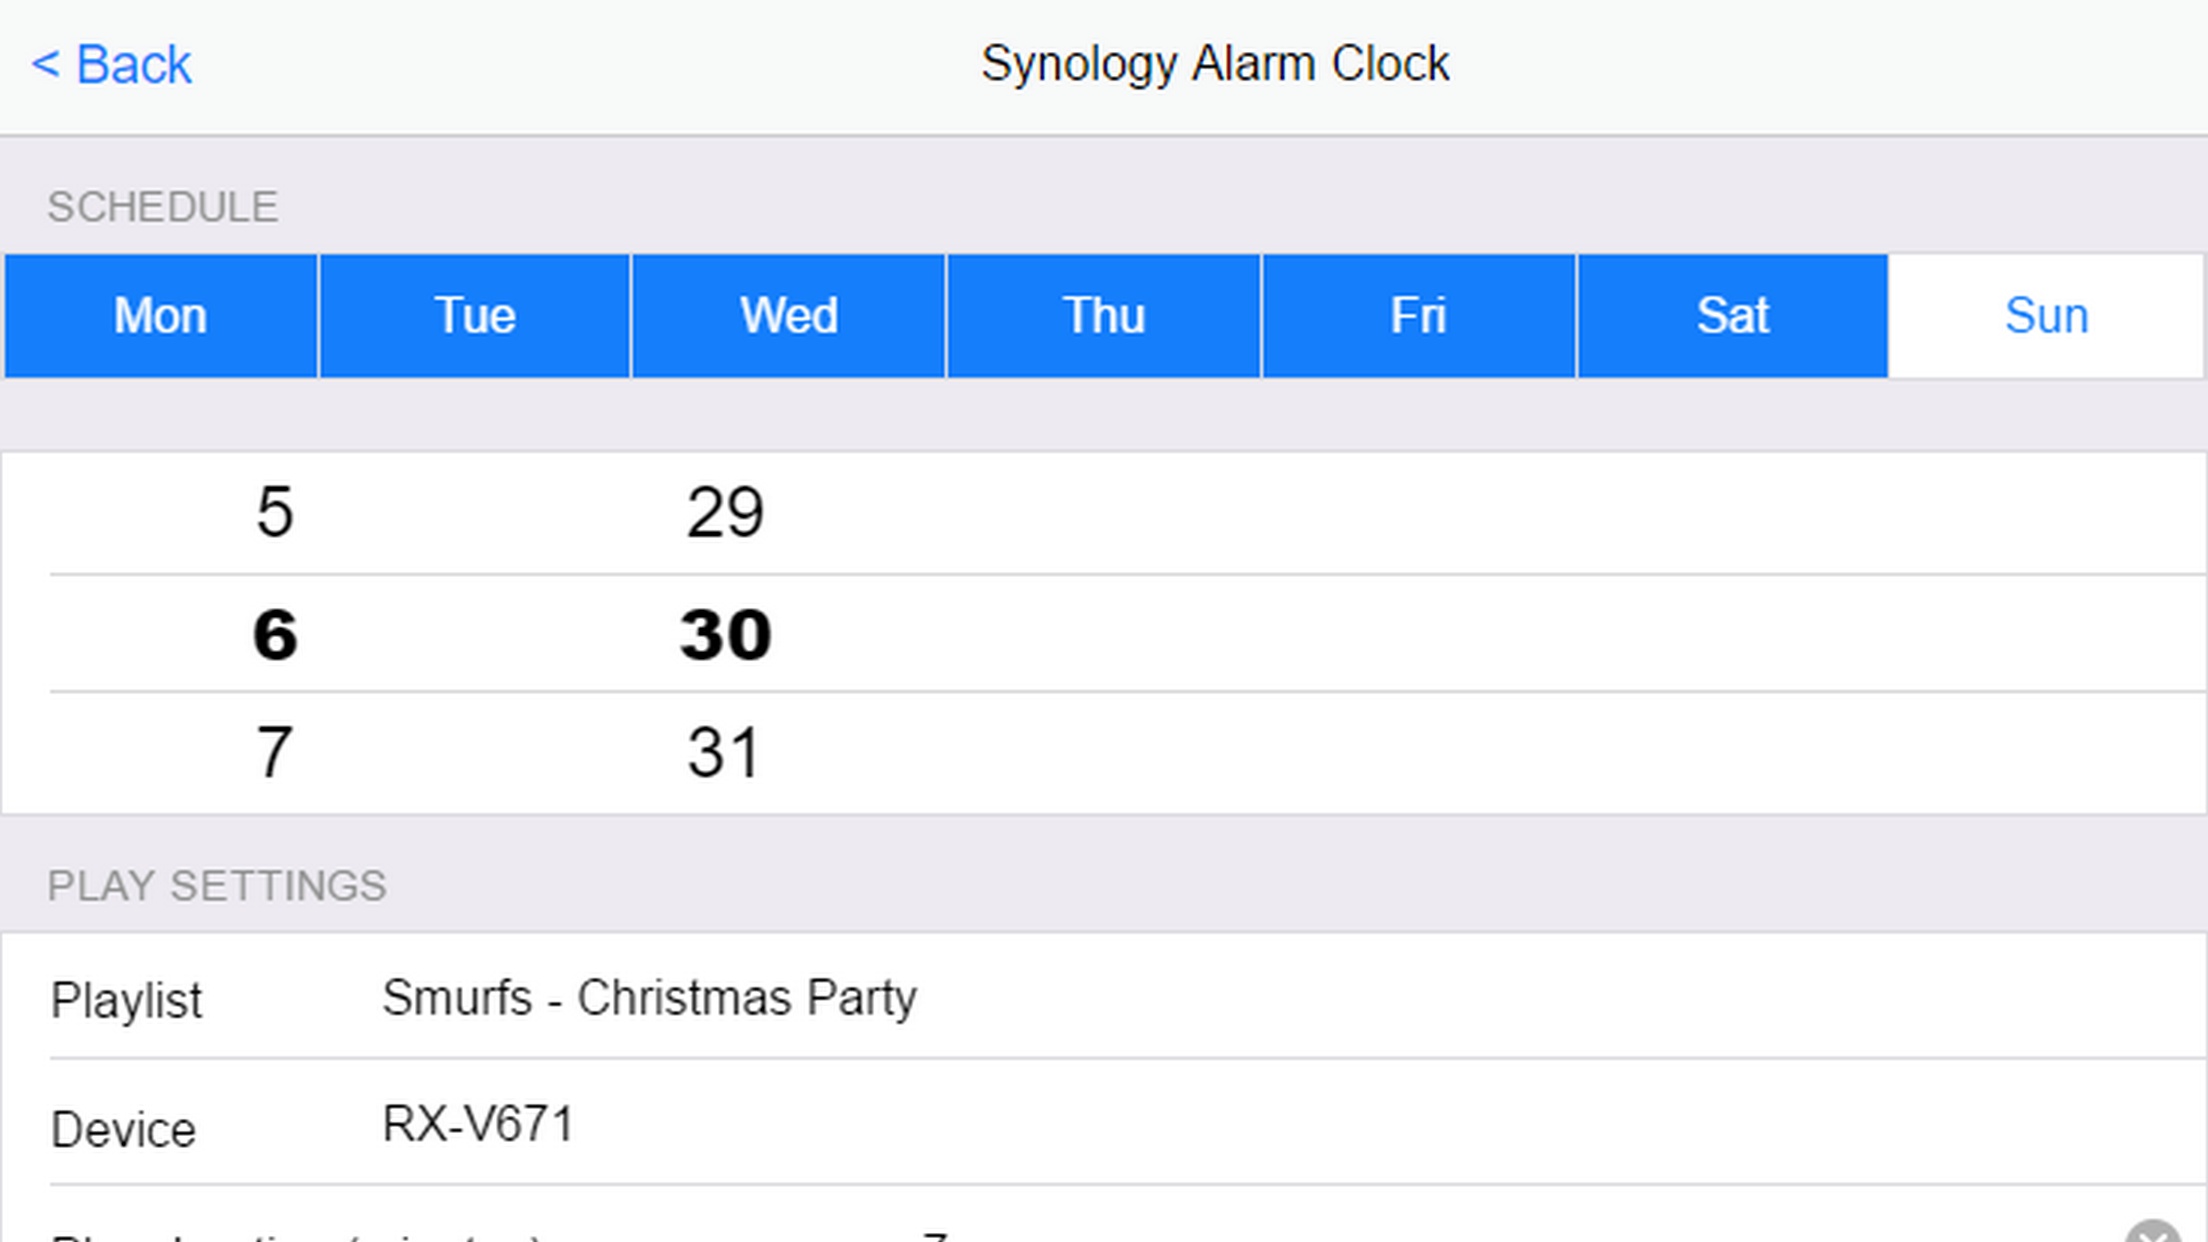 < Back
Synology Alarm Clock
SCHEDULE
Mon Tue Wed Thu Fri Sat Sun
5 29
6 30
7 31
PLAY SETTINGS
Playlist Smurfs - Christmas Party
Device RX-V671